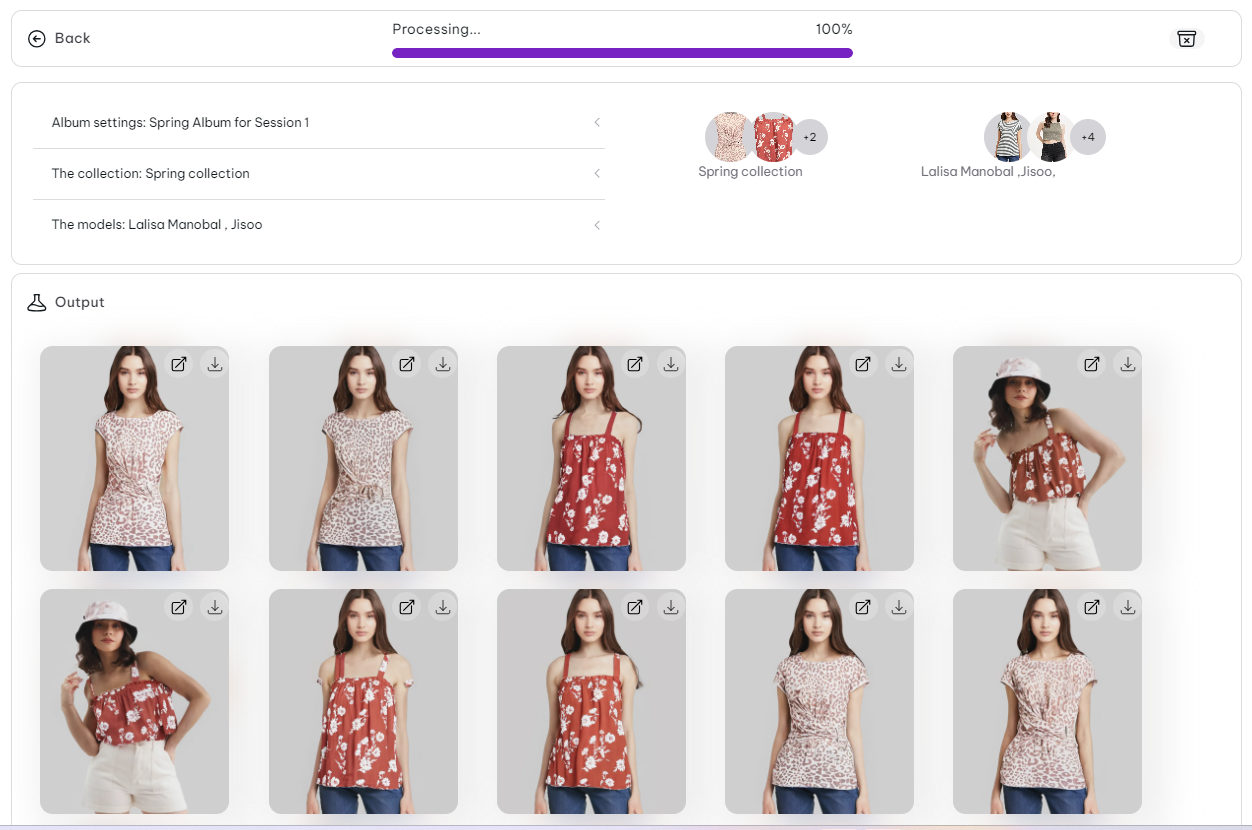 Back
Processing...
100%
Album settings: Spring Album for Session 1
The collection: Spring collection
The models: Lalisa Manobal , Jisoo
+2
Spring collection
+4
Lalisa Manobal ,Jisoo,
Output